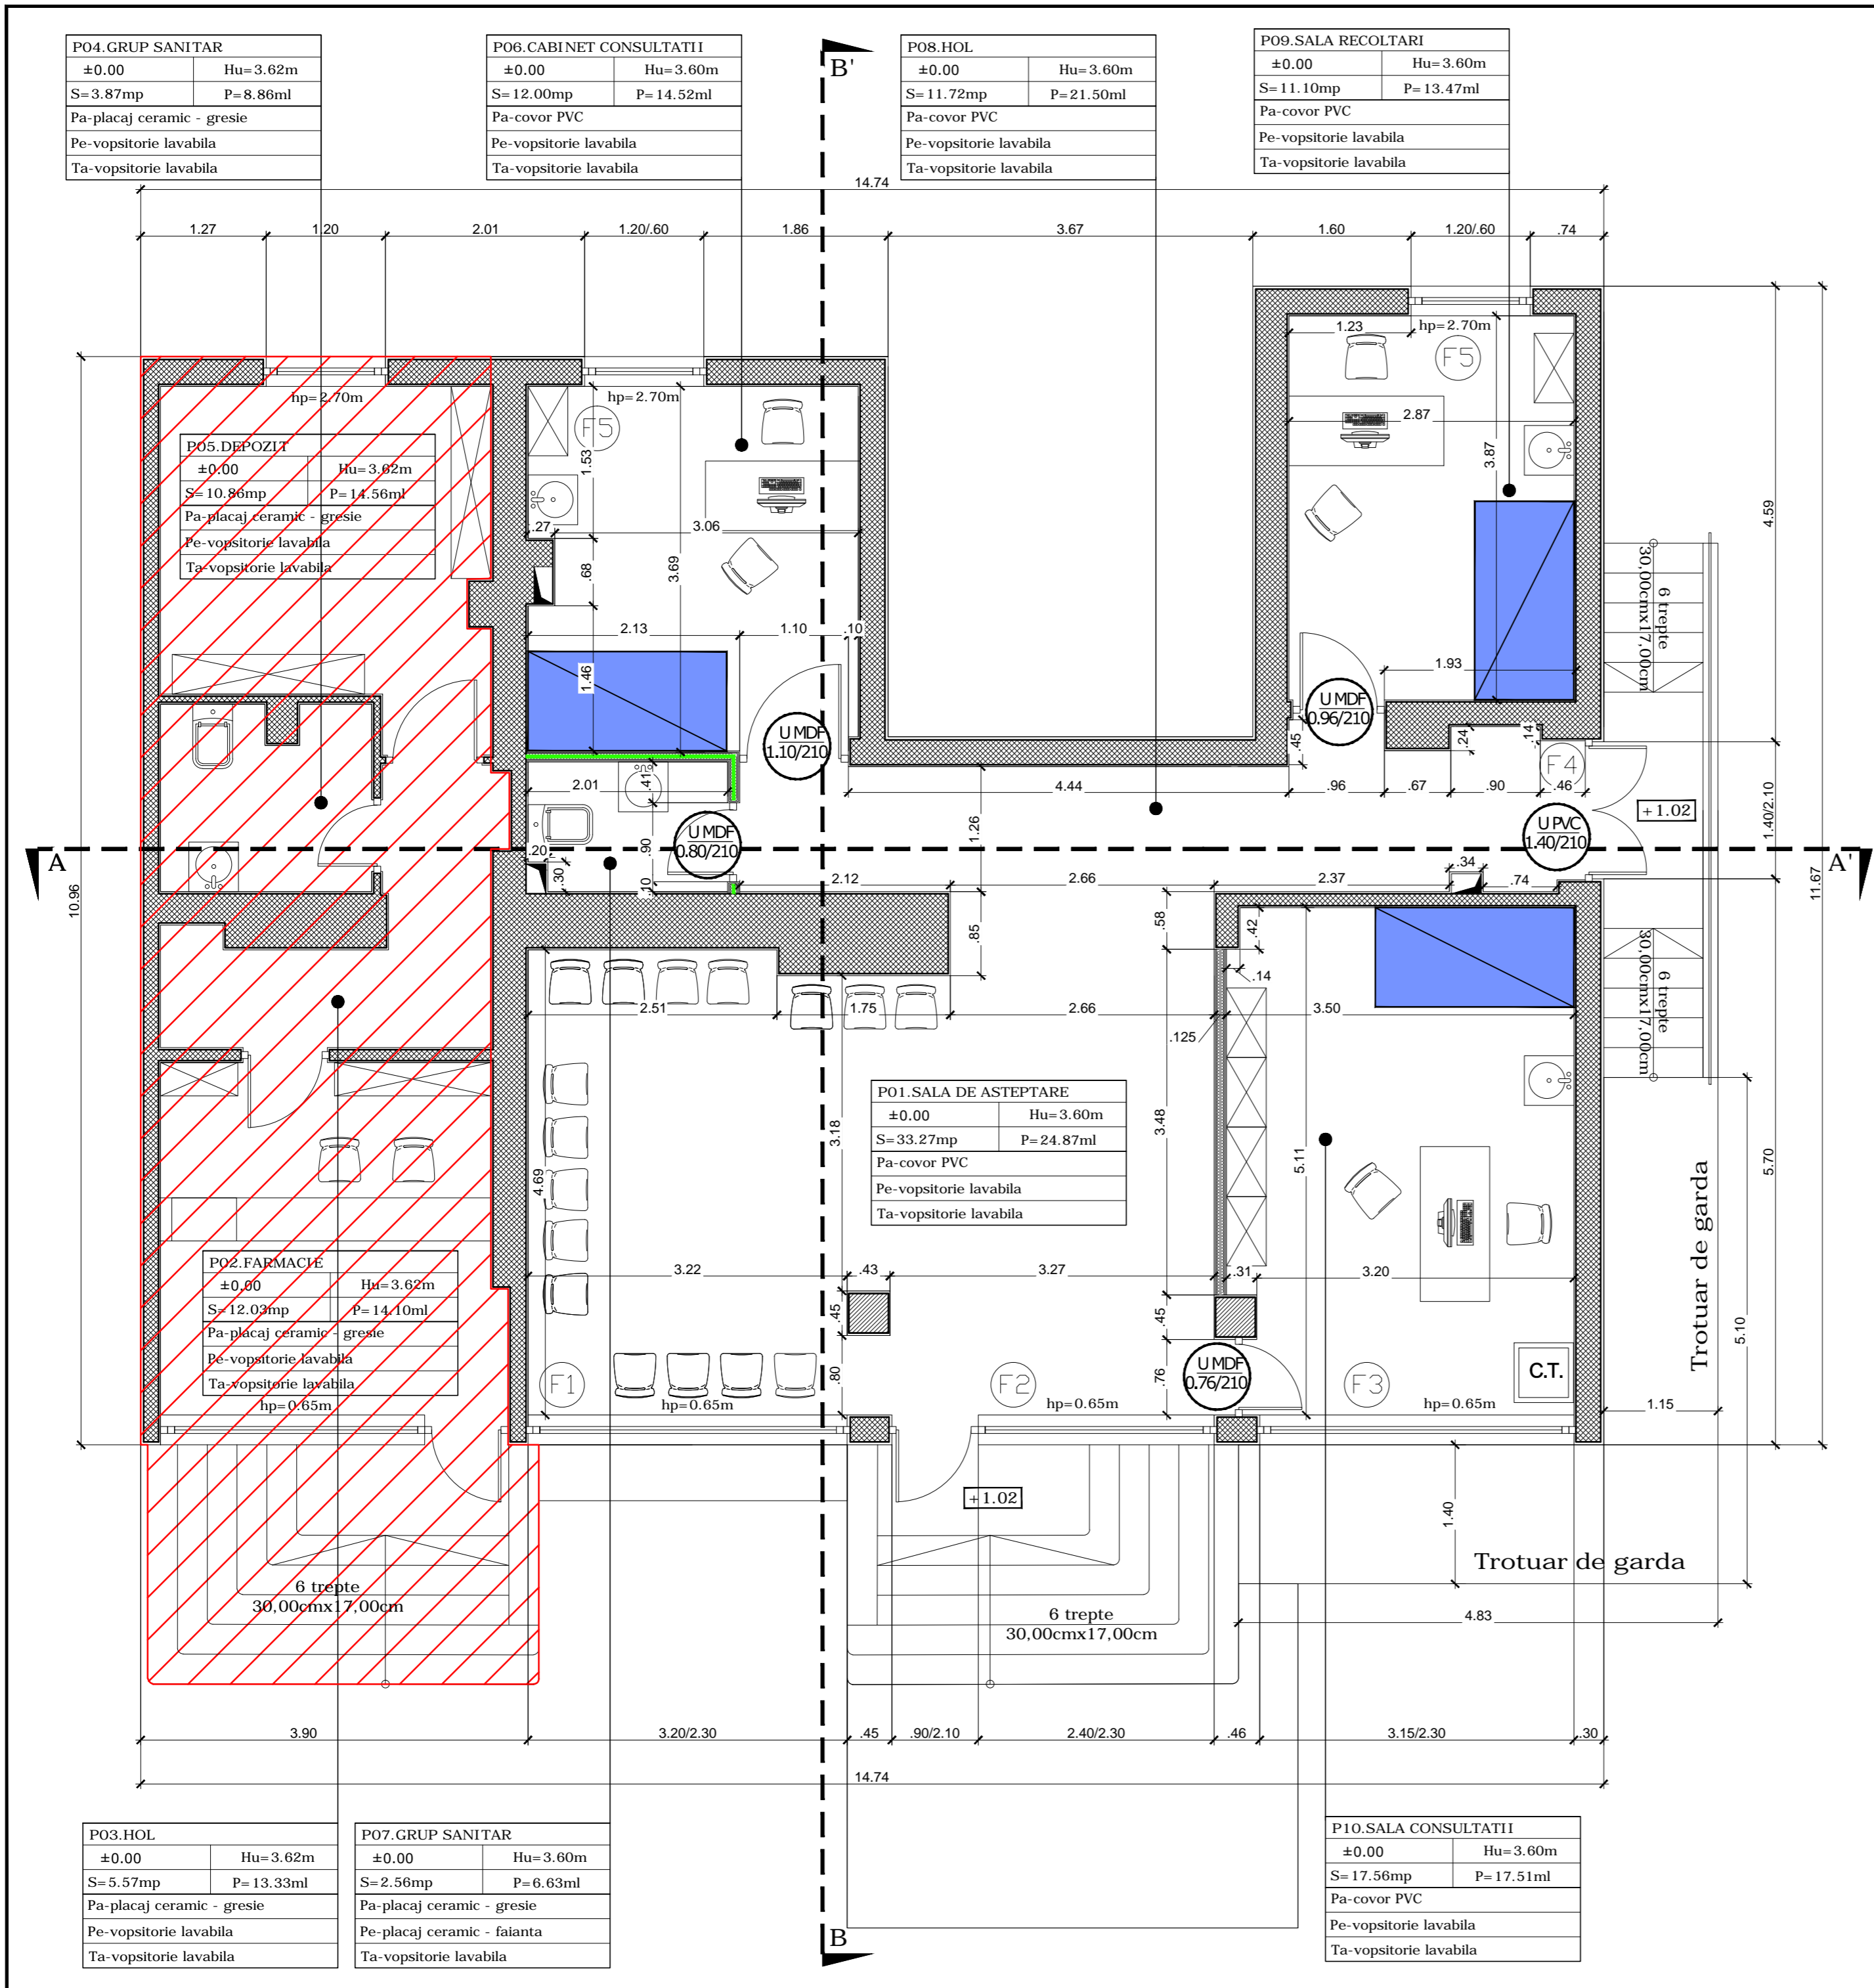 P04.GRUP SANITAR
±0.00 Hu=3.62m
S=3.87mp P=8.86ml
Pa-placaj ceramic - gresie
Pe-vopsitorie lavabila
Ta-vopsitorie lavabila
P06.CABINET CONSULTATII
±0.00 Hu=3.60m
S=12.00mp P=14.52ml
Pa-covor PVC
Pe-vopsitorie lavabila
Ta-vopsitorie lavabila
B'
P08.HOL
±0.00 Hu=3.60m
S=11.72mp P=21.50ml
Pa-covor PVC
Pe-vopsitorie lavabila
Ta-vopsitorie lavabila
P09.SALA RECOLTARI
±0.00 Hu=3.60m
S=11.10mp P=13.47ml
Pa-covor PVC
Pe-vopsitorie lavabila
Ta-vopsitorie lavabila
14.74
1.27 1.20 2.01 1.20/.60 1.86 3.67 1.60 1.20/.60 .74
hp=2.70m
hp=2.70m
1.23 hp=2.70m
F5
F5
2.87
3.87
1.53
.27 3.06
.68
3.69
2.13 1.10 .10
1.46
1.93
4.59
P05.DEPOZIT
±0.00 Hu=3.62m
S=10.86mp P=14.56ml
Pa-placaj ceramic - gresie
Pe-vopsitorie lavabila
Ta-vopsitorie lavabila
6 trepte
30,00cmx17,00cm
U MDF
1.10/210
U MDF
0.96/210
.45
.24
.14
F4
2.01
.41
4.44 .96 .67 .90 .46
+1.02
1.40/2.10
U MDF
0.80/210
U PVC
1.40/210
1.26
.90
.20
.30
.10
A
A'
.34
.74
2.12 2.66 2.37
10.96
11.67
.85
.58
.42
.14
6 trepte
30,00cmx17,00cm
2.51 1.75 2.66 3.50
.125
P01.SALA DE ASTEPTARE
±0.00 Hu=3.60m
S=33.27mp P=24.87ml
Pa-covor PVC
Pe-vopsitorie lavabila
Ta-vopsitorie lavabila
3.18
3.48
4.69
5.11
5.70
Trotuar de garda
5.10
3.22 .43 3.27 .31 3.20
.45
.45
.80
.76
P02.FARMACIE
±0.00 Hu=3.62m
S=12.03mp P=14.10ml
Pa-placaj ceramic - gresie
Pe-vopsitorie lavabila
Ta-vopsitorie lavabila
hp=0.65m
F1
hp=0.65m
F2
hp=0.65m
U MDF
0.76/210
F3
hp=0.65m
C.T.
1.15
+1.02
1.40
Trotuar de garda
4.83
6 trepte
30,00cmx17,00cm
6 trepte
30,00cmx17,00cm
3.90 3.20/2.30 .45 .90/2.10 2.40/2.30 .46 3.15/2.30 .30
14.74
P03.HOL
±0.00 Hu=3.62m
S=5.57mp P=13.33ml
Pa-placaj ceramic - gresie
Pe-vopsitorie lavabila
Ta-vopsitorie lavabila
P07.GRUP SANITAR
±0.00 Hu=3.60m
S=2.56mp P=6.63ml
Pa-placaj ceramic - gresie
Pe-placaj ceramic - faianta
Ta-vopsitorie lavabila
B
P10.SALA CONSULTATII
±0.00 Hu=3.60m
S=17.56mp P=17.51ml
Pa-covor PVC
Pe-vopsitorie lavabila
Ta-vopsitorie lavabila